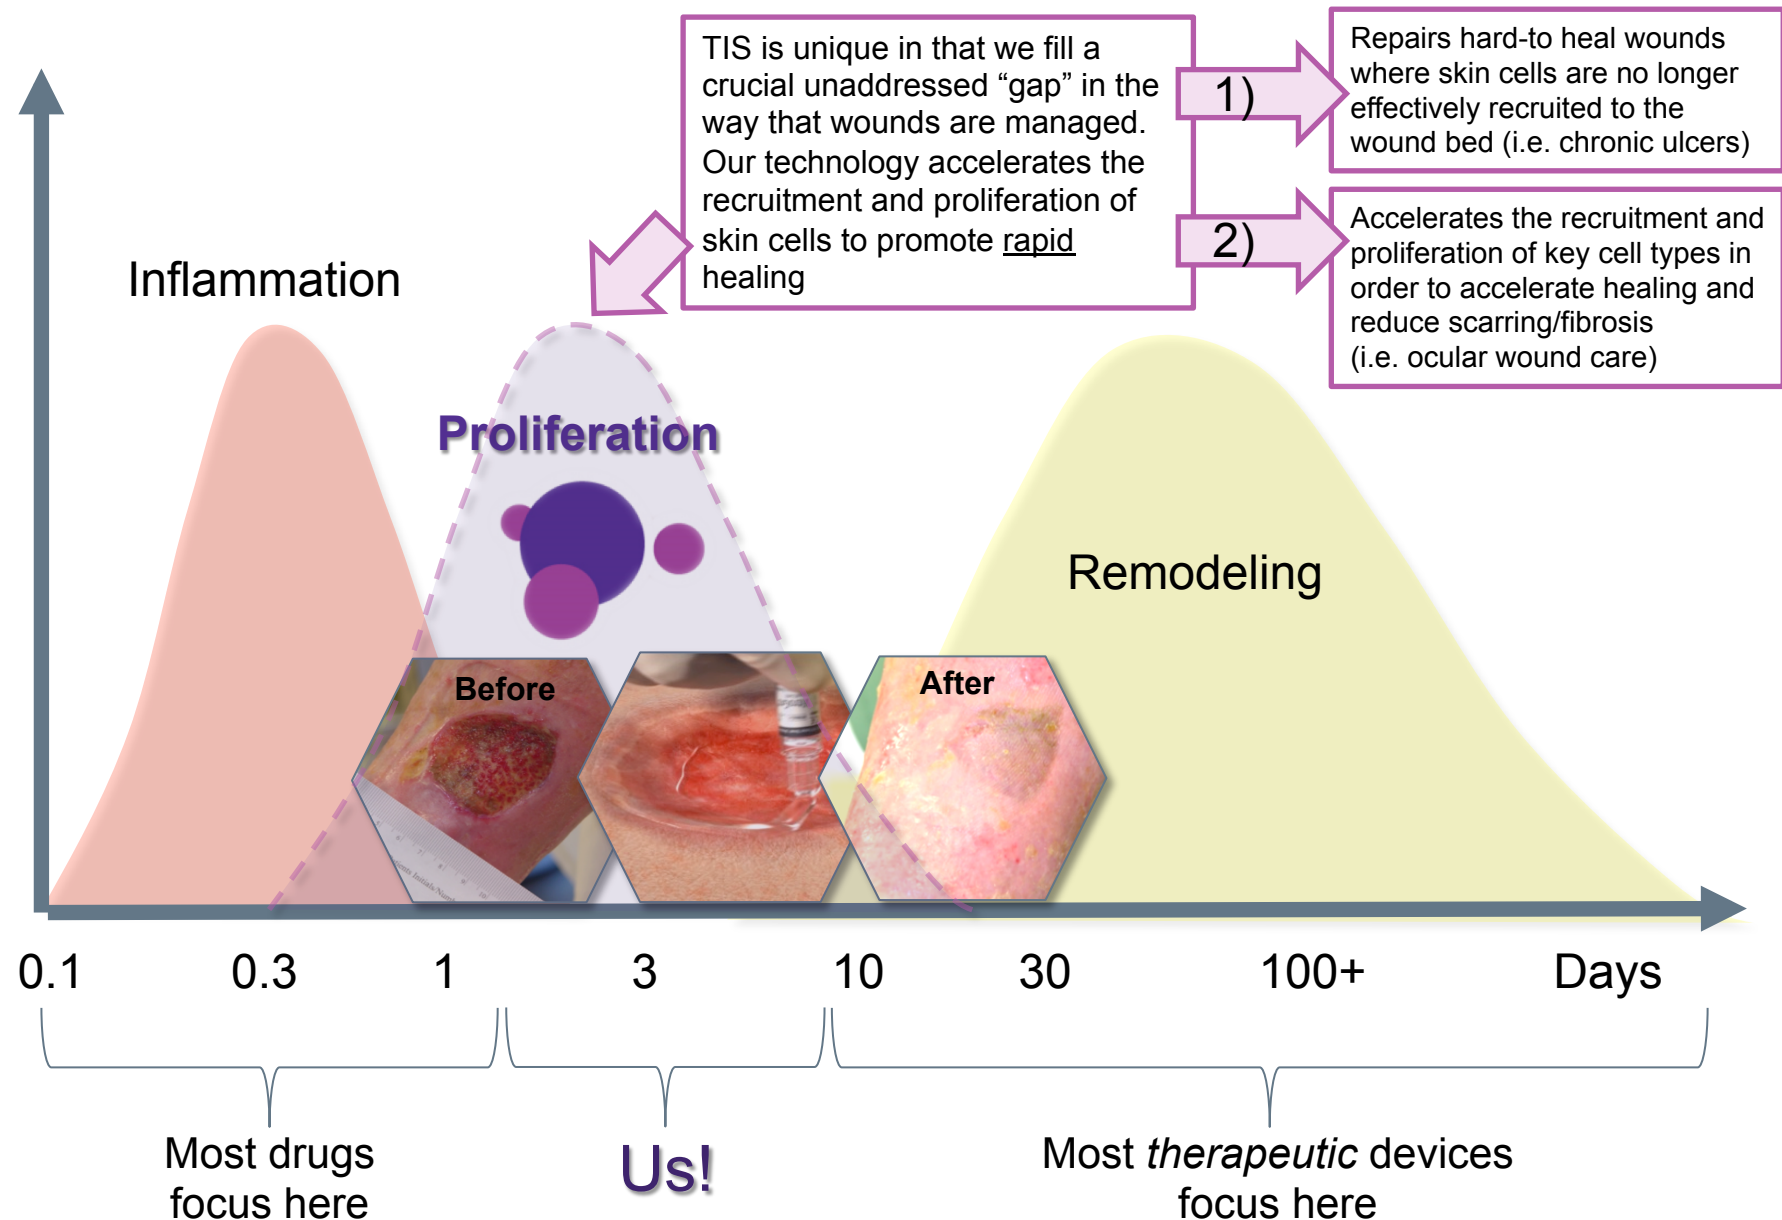 TIS is unique in that we fill a
crucial unaddressed “gap” in the
way that wounds are managed.
Our technology accelerates the
recruitment and proliferation of
skin cells to promote rapid
healing
1)
Repairs hard-to heal wounds
where skin cells are no longer
effectively recruited to the
wound bed (i.e. chronic ulcers)
2)
Accelerates the recruitment and
proliferation of key cell types in
order to accelerate healing and
reduce scarring/fibrosis
(i.e. ocular wound care)
Inflammation
Proliferation
Remodeling
Before
After
0.1 0.3 1 3 10 30 100+ Days
Most drugs
focus here
Us!
Most therapeutic devices
focus here